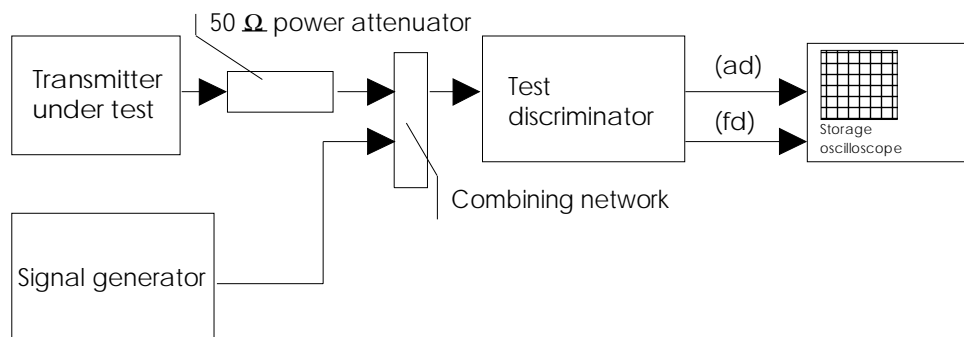 50 Ω power attenuator
Transmitter
under test
Test
discriminator
(ad)
(fd)
Storage
oscilloscope
Combining network
Signal generator